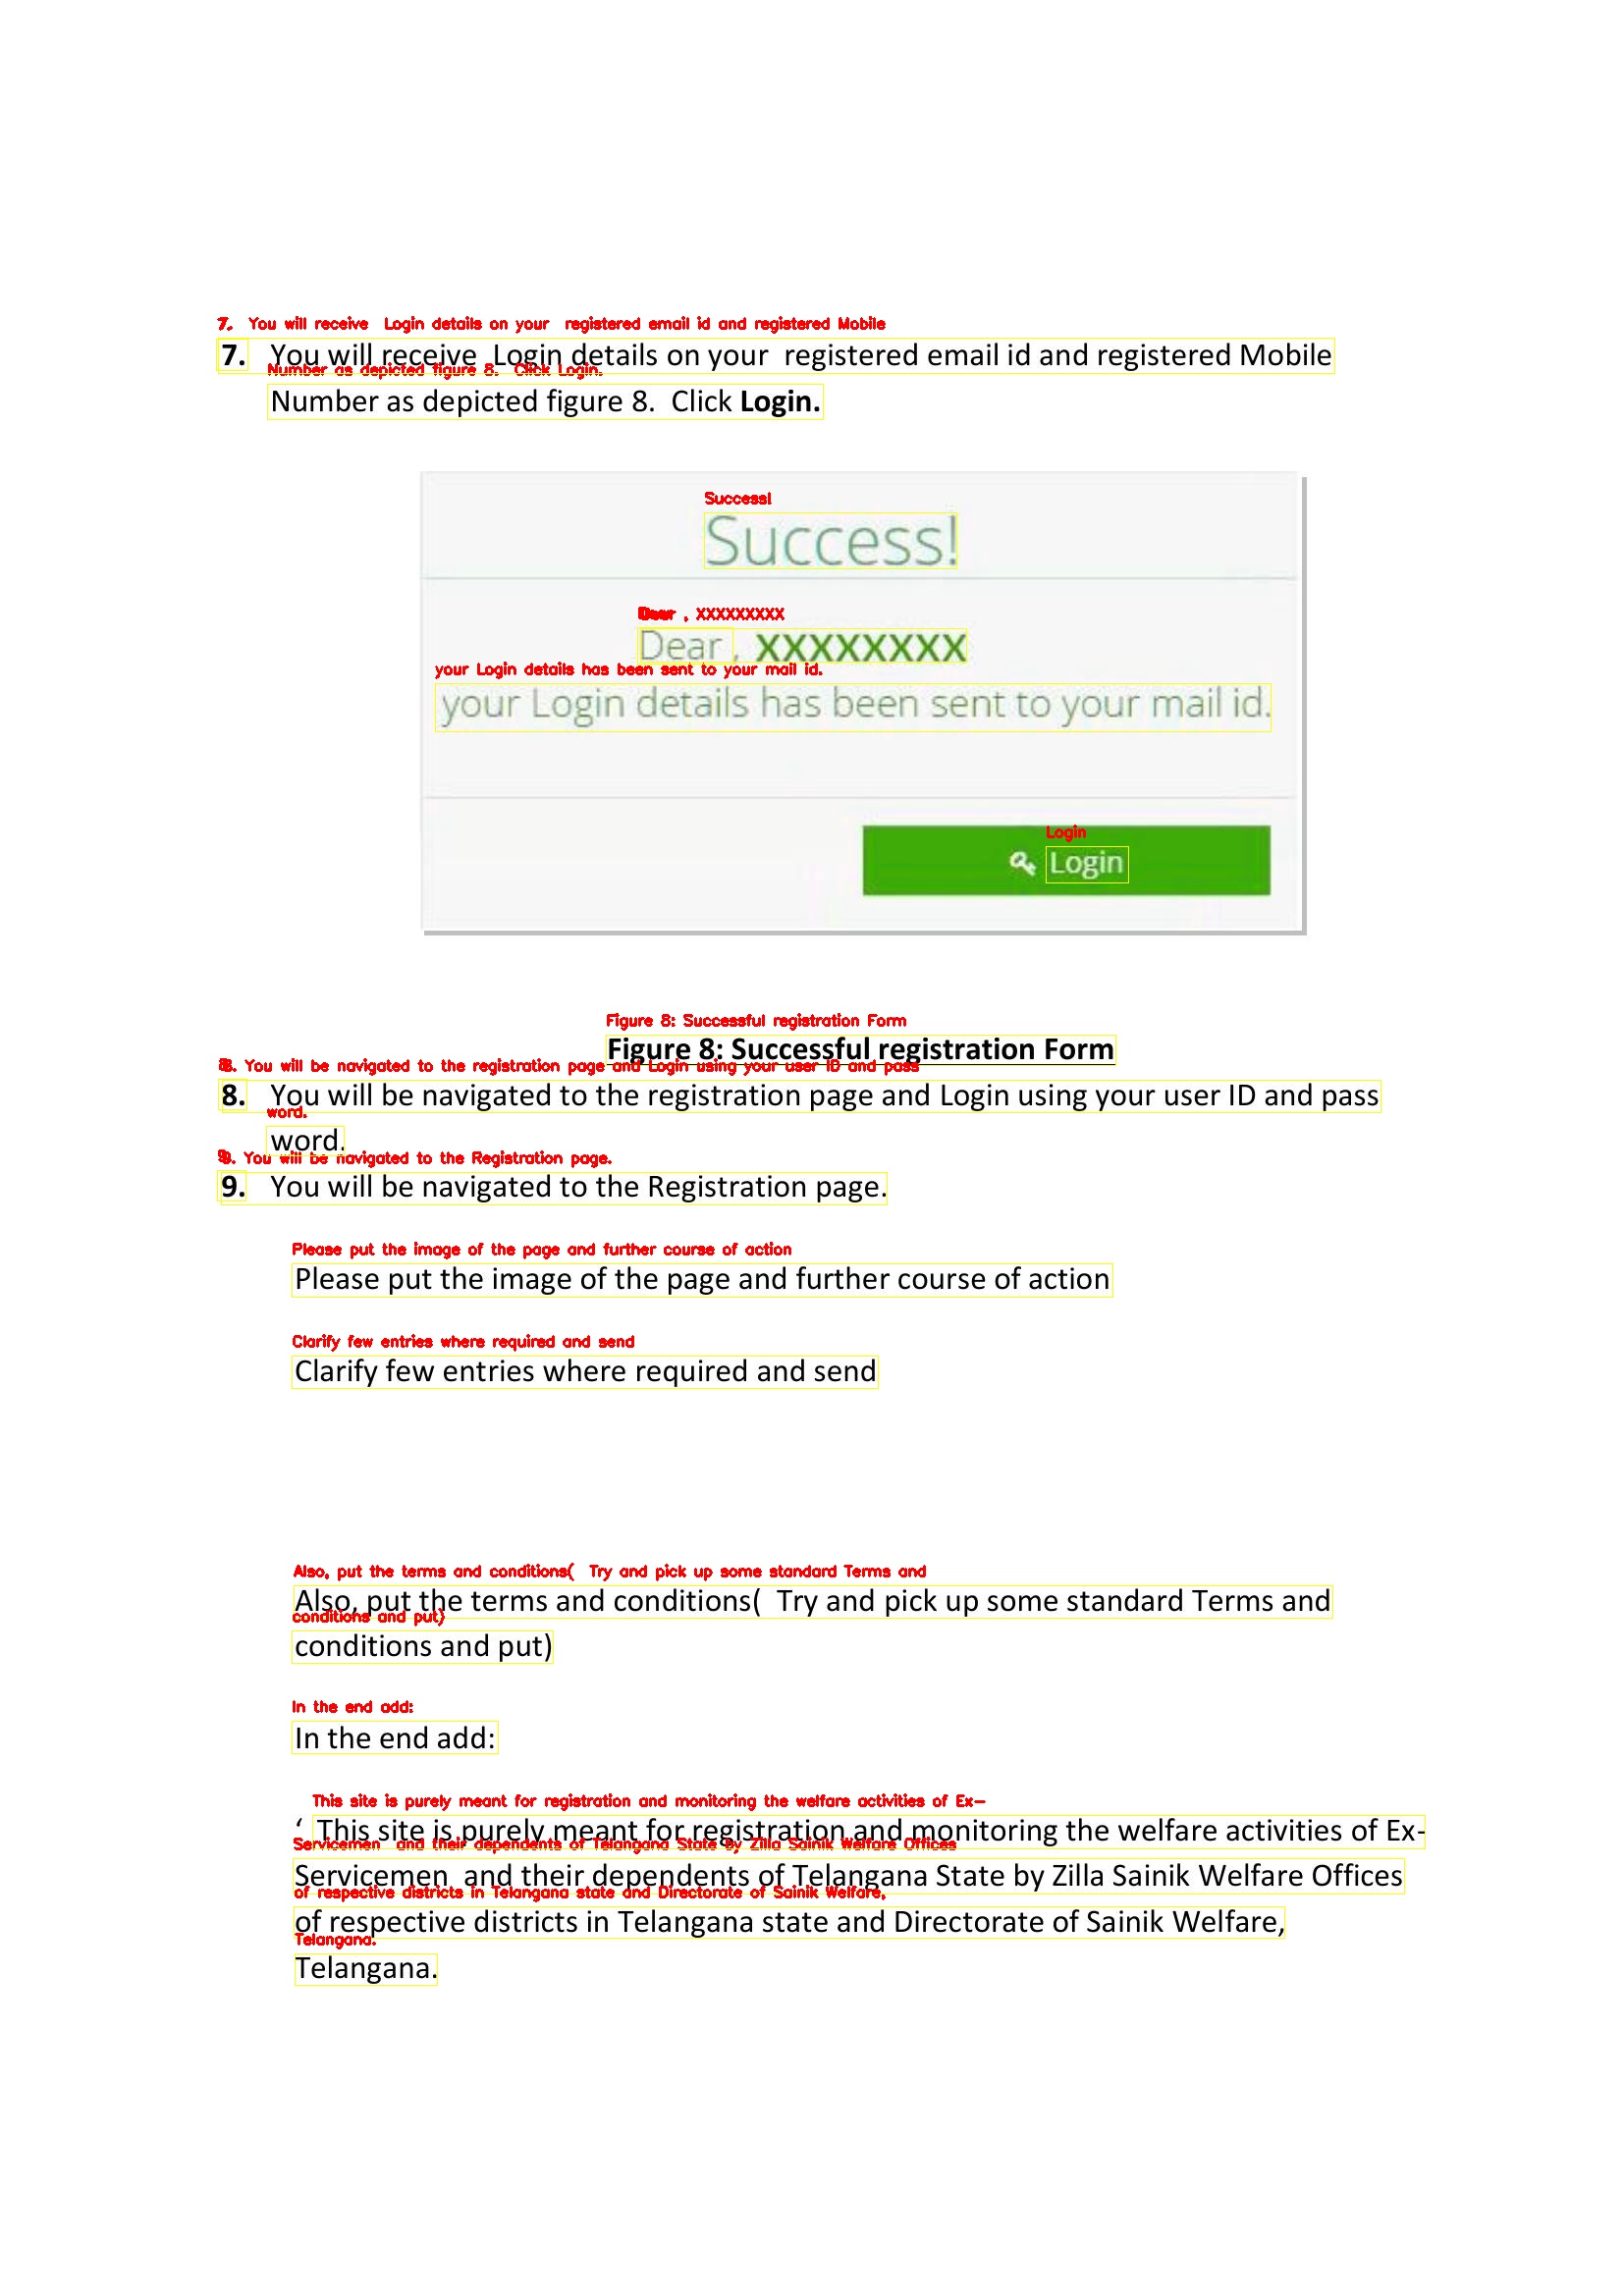 7. You will receive  Login details on your  registered email id and registered Mobile
Number as depicted figure 8.  Click Login.
Success!
Dear , XXXXXXXX
your Login details has been sent to your mail id.
Login
Figure 8: Successful registration Form
8. You will be navigated to the registration page and Login using your user ID and pass
word.
9. You will be navigated to the Registration page.
Please put the image of the page and further course of action
Clarify few entries where required and send
Also, put the terms and conditions(  Try and pick up some standard Terms and
conditions and put)
In the end add:
‘ This site is purely meant for registration and monitoring the welfare activities of Ex-
Servicemen  and their dependents of Telangana State by Zilla Sainik Welfare Offices
of respective districts in Telangana state and Directorate of Sainik Welfare,
Telangana.